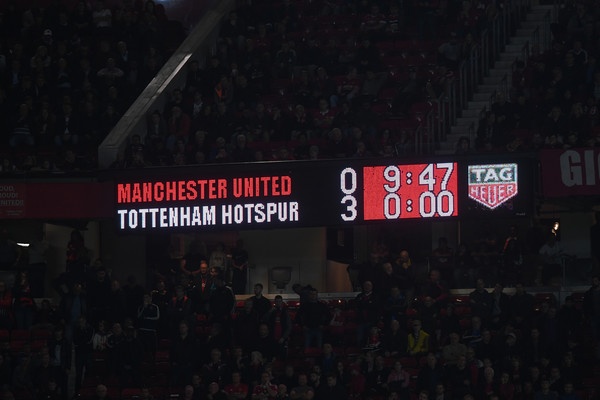 MANCHESTER UNITED 0 9:47
TOTTENHAM HOTSPUR 3 0:00
TAG
HEUER
GI